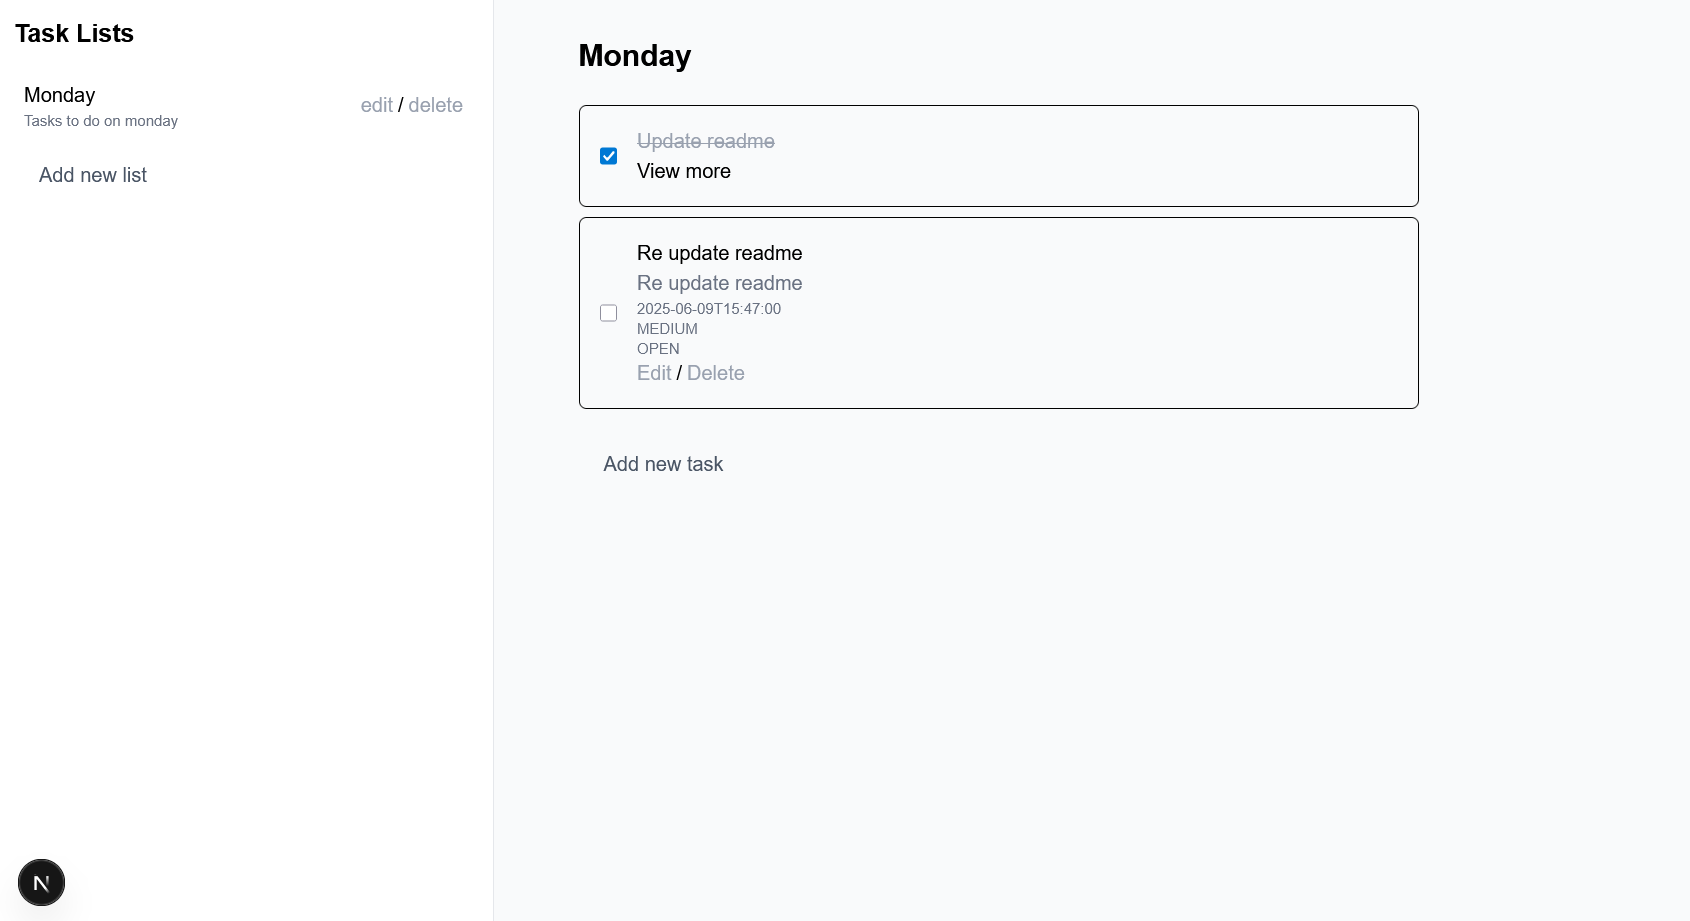 Task Lists
Monday
edit / delete
Tasks to do on monday
Add new list
Monday
Update readme
View more
Re update readme
Re update readme
2025-06-09T15:47:00
MEDIUM
OPEN
Edit / Delete
Add new task
N